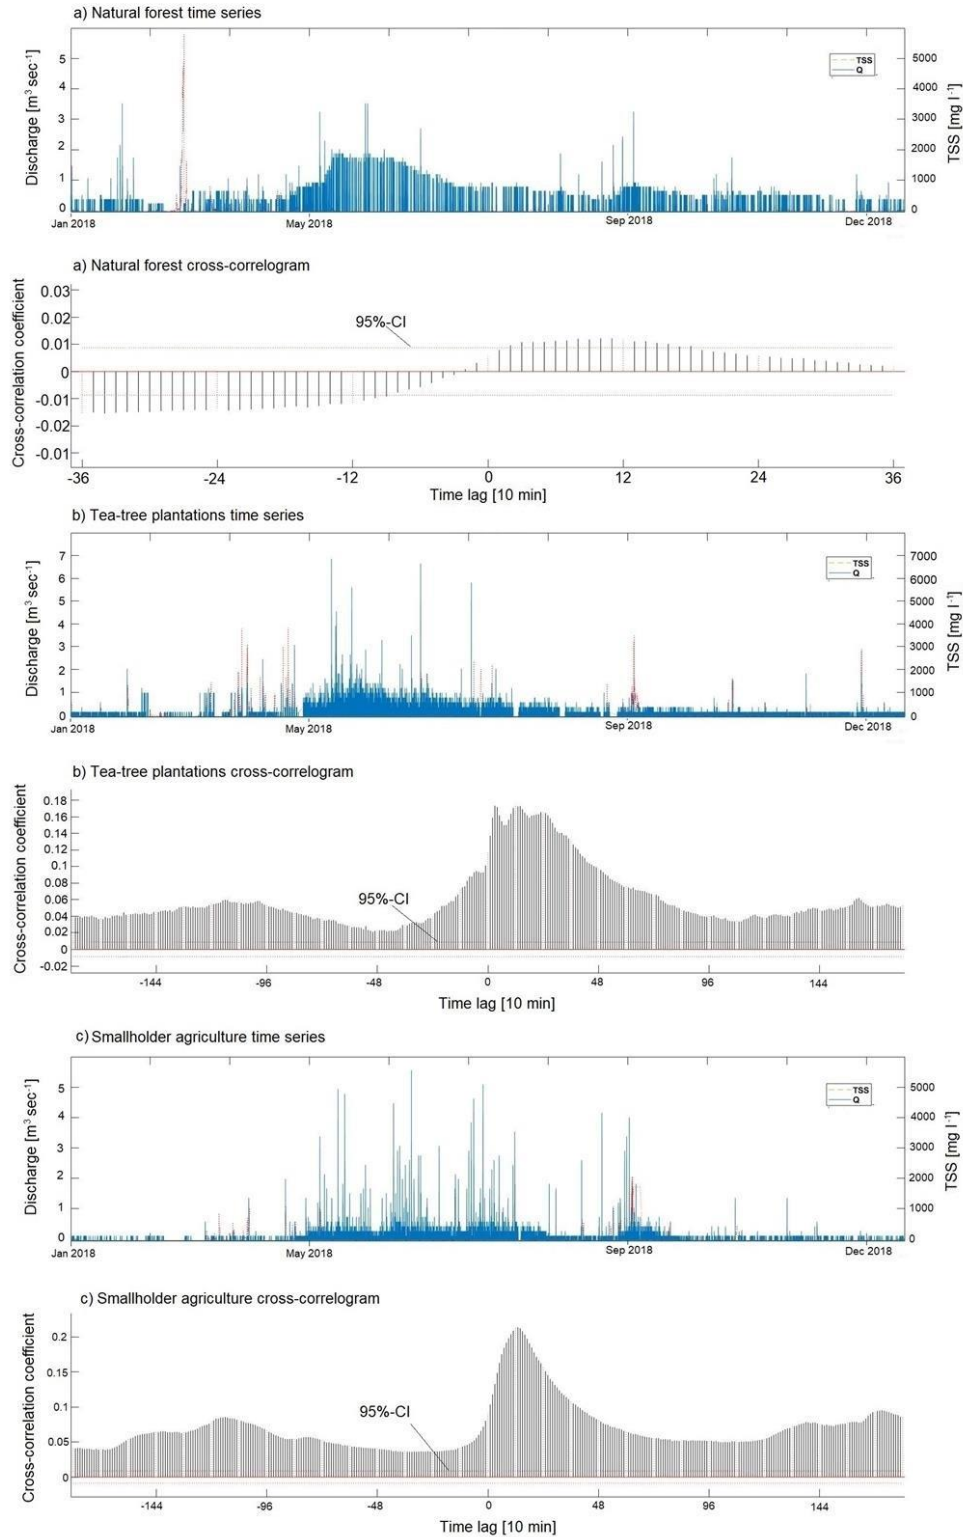 a) Natural forest time series
Discharge [m³ sec⁻¹]
5
4
3
2
1
0
TSS
Q
5000
4000
3000
2000
1000
0
TSS [mg l⁻¹]
Jan 2018 May 2018 Sep 2018 Dec 2018
a) Natural forest cross-correlogram
Cross-correlation coefficient
0.03
0.02
0.01
0
-0.01
-0.02
-0.01
95%-CI
-36 -24 -12 0 12 24 36
Time lag [10 min]
b) Tea-tree plantations time series
Discharge [m³ sec⁻¹]
7
6
5
4
3
2
1
0
TSS
Q
7000
6000
5000
4000
3000
2000
1000
0
TSS [mg l⁻¹]
Jan 2018 May 2018 Sep 2018 Dec 2018
b) Tea-tree plantations cross-correlogram
Cross-correlation coefficient
0.18
0.16
0.14
0.1
0.08
0.06
0.04
0.02
0
-0.02
95%-CI
-144 -96 -48 0 48 96 144
Time lag [10 min]
c) Smallholder agriculture time series
Discharge [m³ sec⁻¹]
5
4
3
2
1
0
TSS
Q
5000
4000
3000
2000
1000
0
TSS [mg l⁻¹]
Jan 2018 May 2018 Sep 2018 Dec 2018
c) Smallholder agriculture cross-correlogram
Cross-correlation coefficient
0.2
0.15
0.1
0.05
0
95%-CI
-144 -96 -48 0 48 96 144
Time lag [10 min]